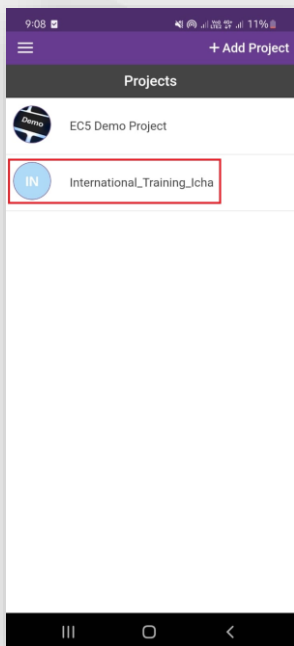 9:08 11%
+ Add Project
Projects
Demo
EC5 Demo Project
IN
International_Training_Icha